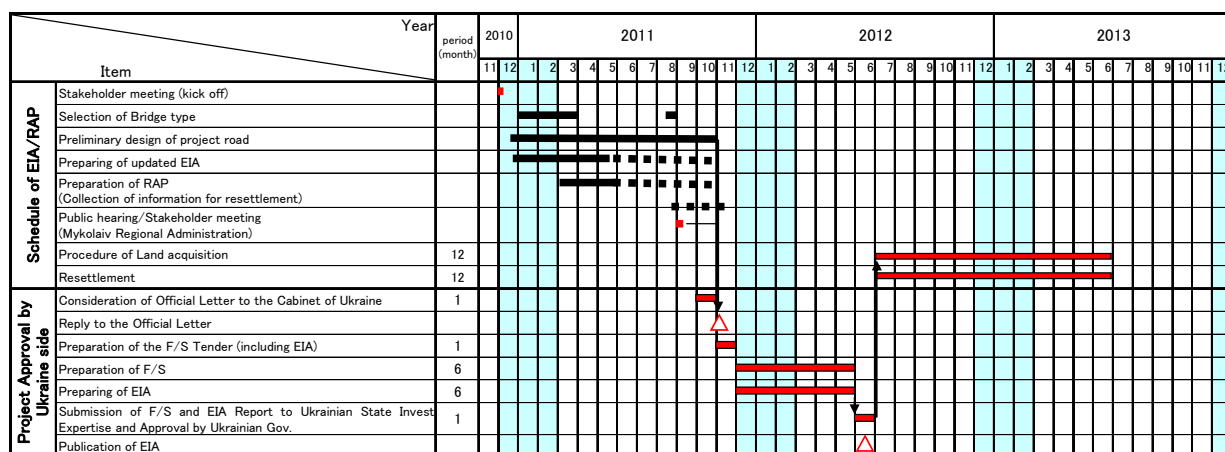 Year
Item
period
(month)
2010
2011
2012
2013
11 12 1 2 3 4 5 6 7 8 9 10 11 12 1 2 3 4 5 6 7 8 9 10 11 12 1 2 3 4 5 6 7 8 9 10 11
Schedule of EIA/RAP
Stakeholder meeting (kick off)
Selection of Bridge type
Preliminary design of project road
Preparing of updated EIA
Preparation of RAP
(Collection of information for resettlement)
Public hearing/Stakeholder meeting
(Mykolaiv Regional Administration)
Procedure of Land acquisition 12
Resettlement 12
Project Approval by
Ukraine side
Consideration of Official Letter to the Cabinet of Ukraine 1
Reply to the Official Letter
Preparation of the F/S Tender (including EIA) 1
Preparation of F/S 6
Preparing of EIA 6
Submission of F/S and EIA Report to Ukrainian State Invest
Expertise and Approval by Ukrainian Gov. 1
Publication of EIA